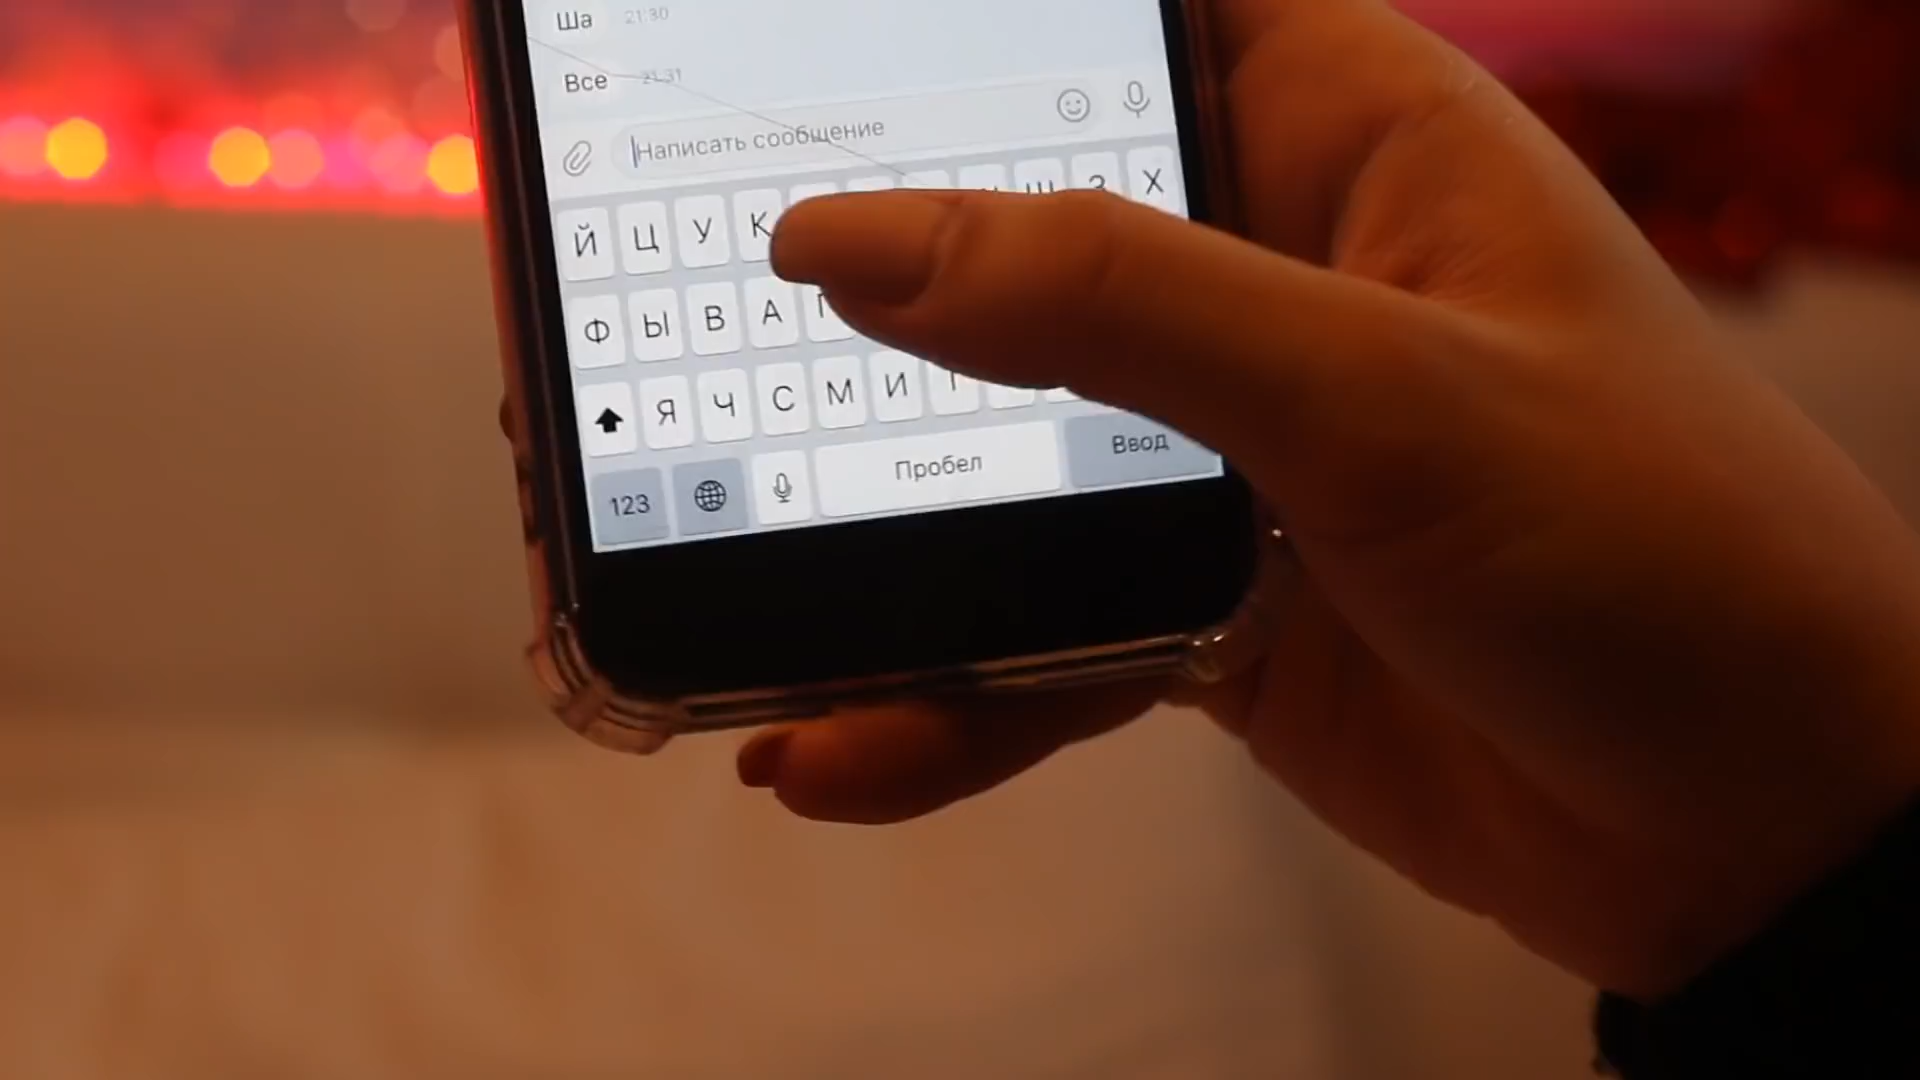 Ша 21:30
Все 21:31
Написать сообщение
Й Ц У К Ш З Х
Ф Ы В А
Я Ч С М И
123 Пробел Ввод